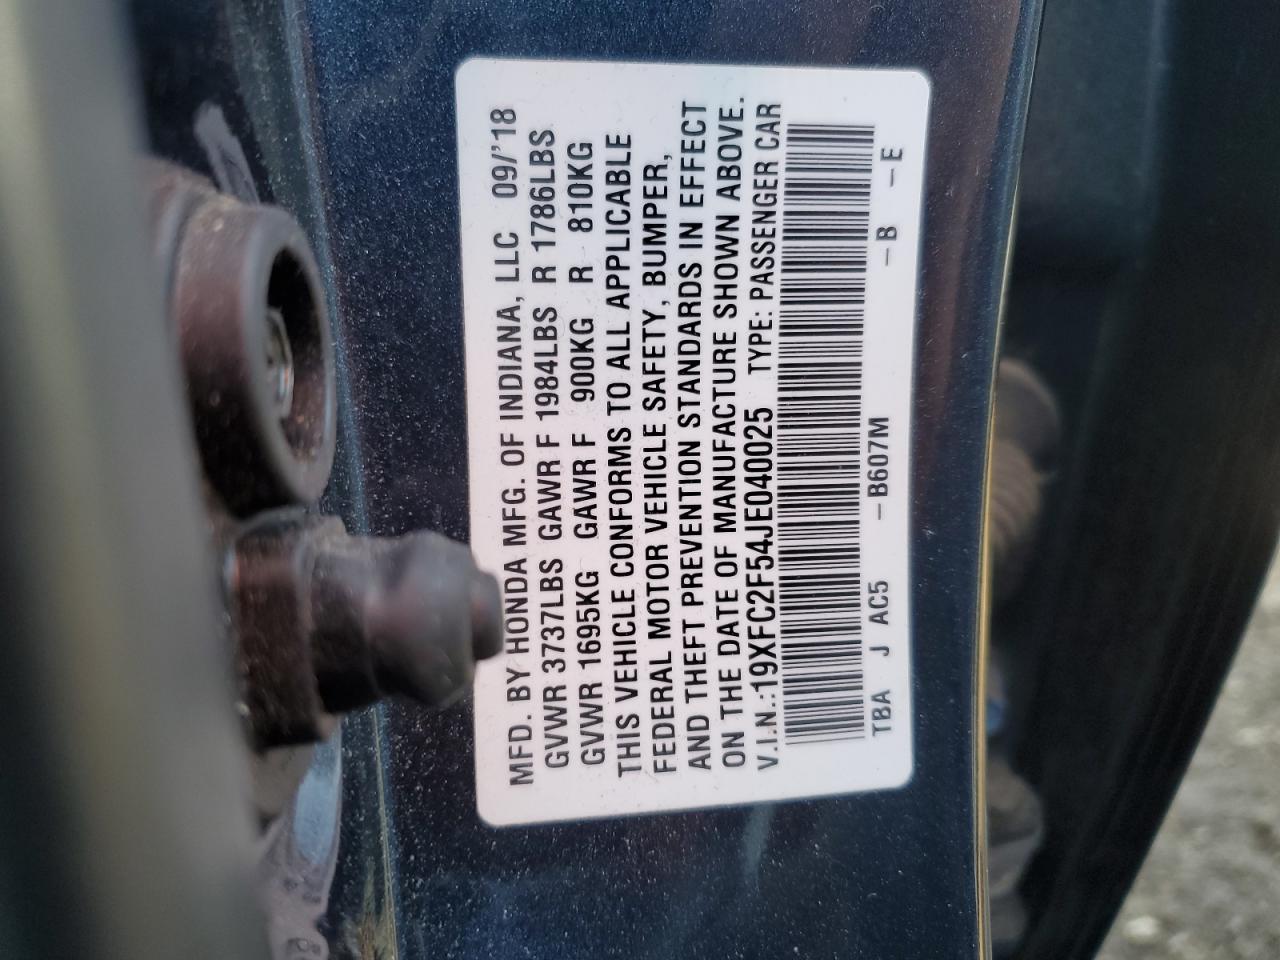 MFD. BY HONDA MFG. OF INDIANA, LLC 09/'18
GVWR 3737LBS GAWR F 1984LBS R 1786LBS
GVWR 1695KG GAWR F 900KG R 810KG
THIS VEHICLE CONFORMS TO ALL APPLICABLE
FEDERAL MOTOR VEHICLE SAFETY, BUMPER,
AND THEFT PREVENTION STANDARDS IN EFFECT
ON THE DATE OF MANUFACTURE SHOWN ABOVE.
V.I.N.:19XFC2F54JE040025 TYPE: PASSENGER CAR
TBA J AC5 -B607M -B -E